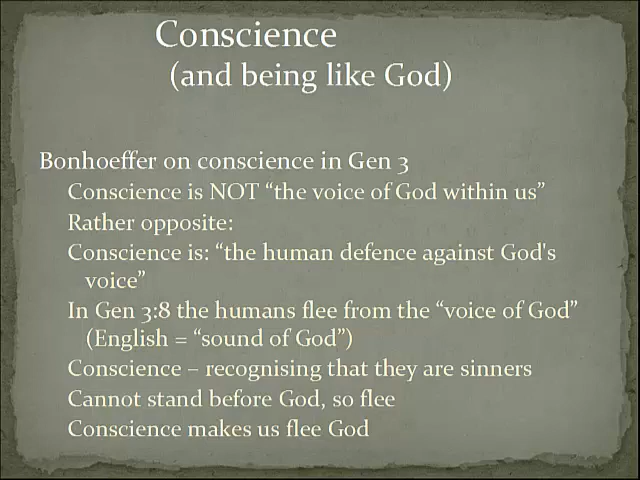 Conscience
(and being like God)
Bonhoeffer on conscience in Gen 3
Conscience is NOT “the voice of God within us”
Rather opposite:
Conscience is: “the human defence against God's
voice”
In Gen 3:8 the humans flee from the “voice of God”
(English = “sound of God”)
Conscience – recognising that they are sinners
Cannot stand before God, so flee
Conscience makes us flee God